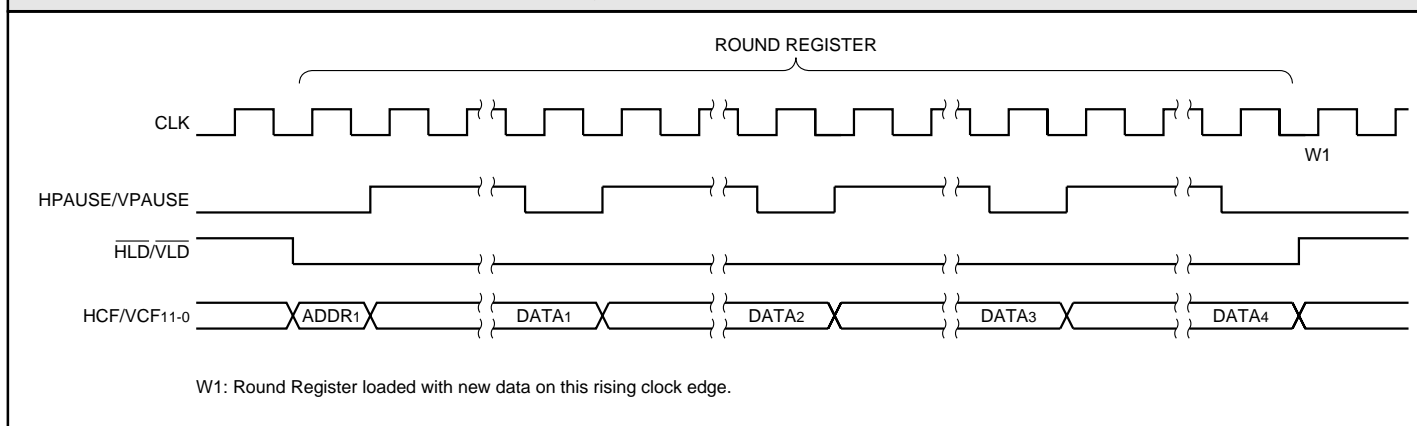 ROUND REGISTER
CLK
W1
HPAUSE/VPAUSE
HLD/VLD
HCF/VCF11-0
ADDR1
DATA1
DATA2
DATA3
DATA4
W1: Round Register loaded with new data on this rising clock edge.